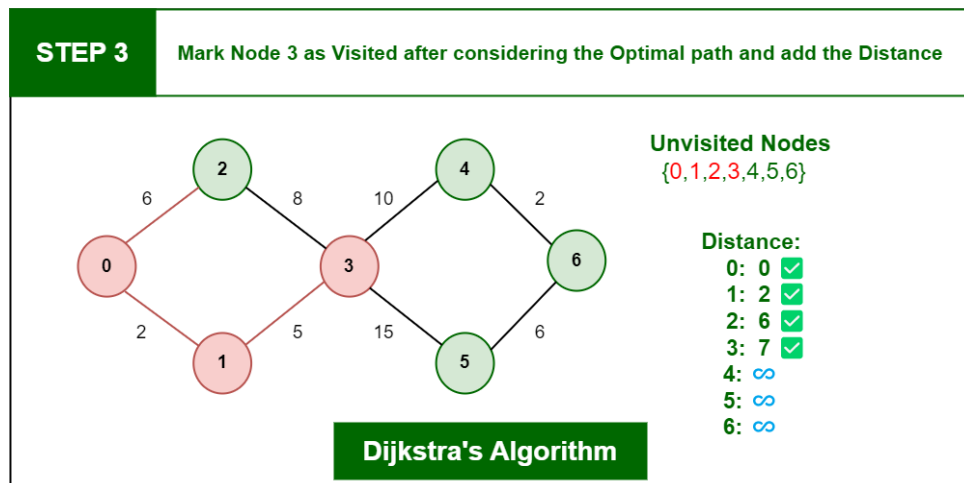 STEP 3
Mark Node 3 as Visited after considering the Optimal path and add the Distance
Unvisited Nodes
{0,1,2,3,4,5,6}
2
4
6
8
10
2
0
3
6
2
5
15
6
1
5
Distance:
0: 0 ✅
1: 2 ✅
2: 6 ✅
3: 7 ✅
4: ∞
5: ∞
6: ∞
Dijkstra's Algorithm